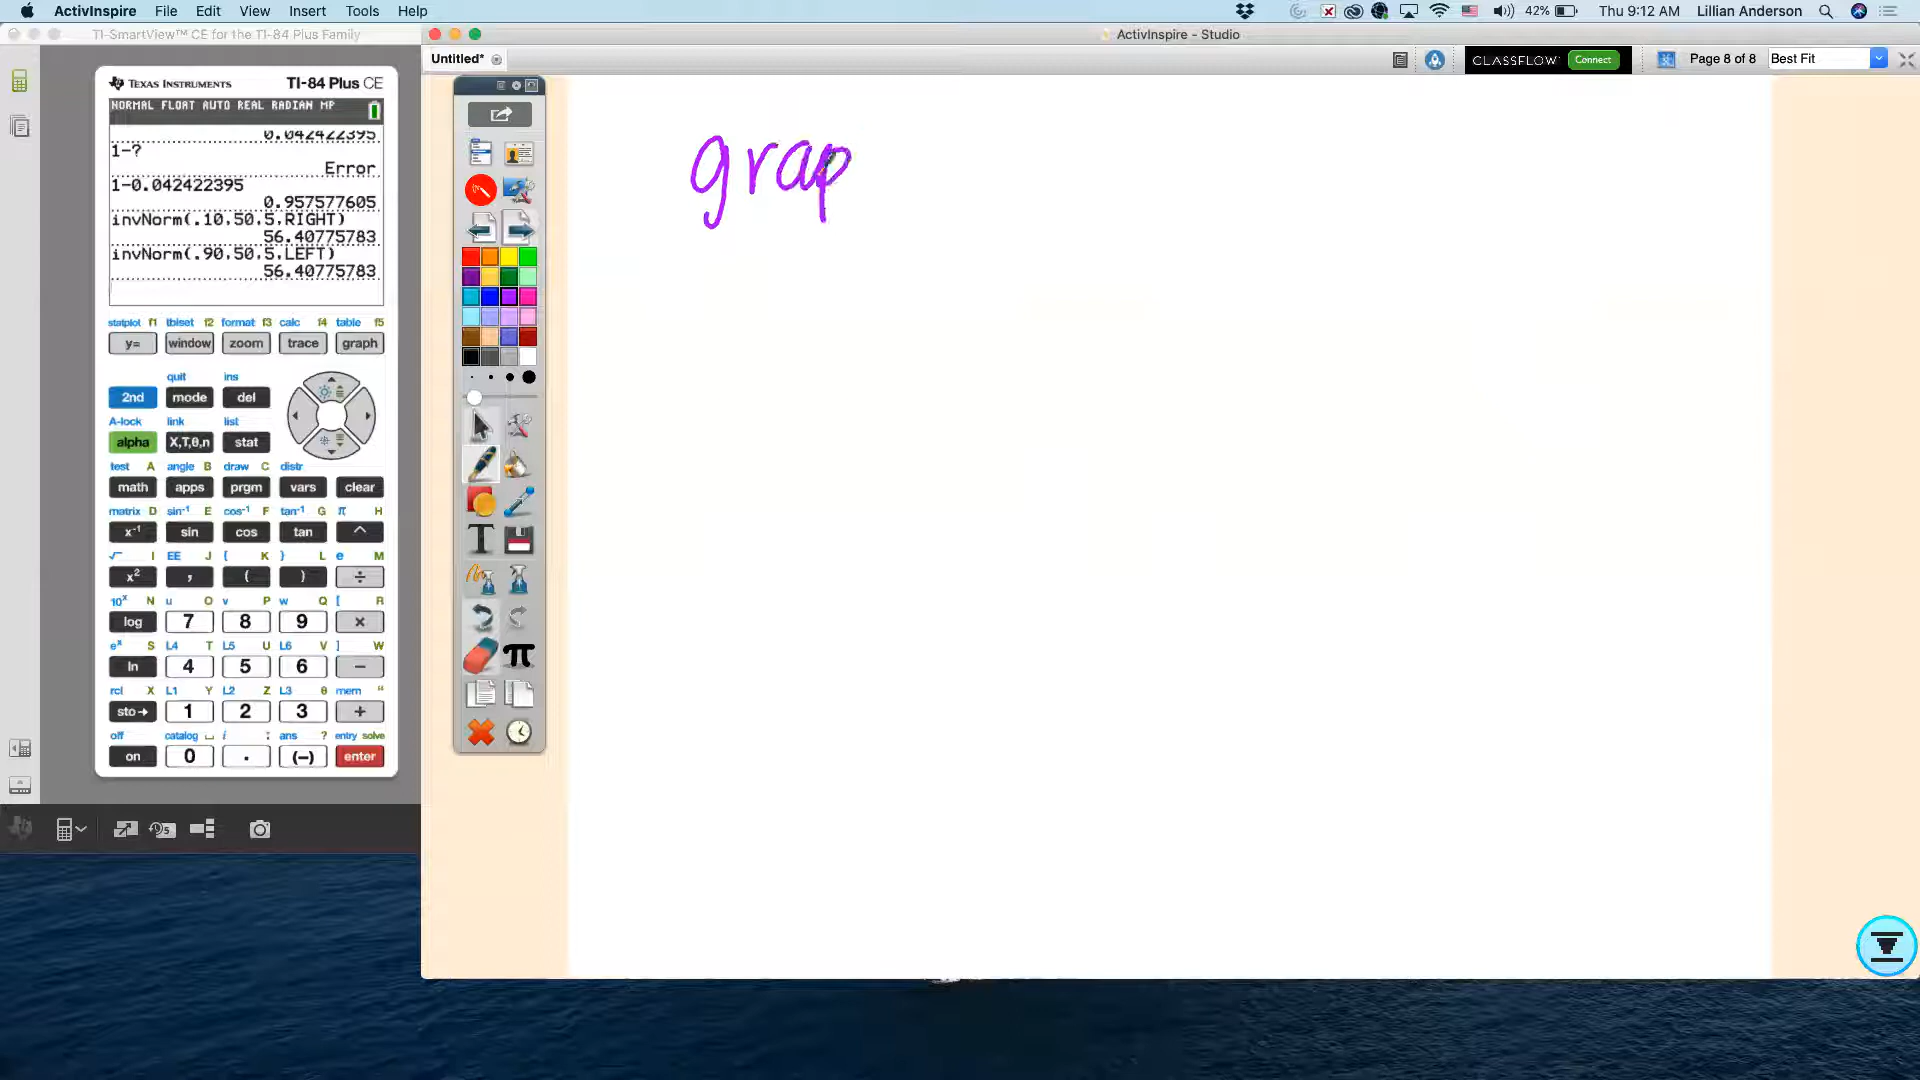 ActivInspire File Edit View Insert Tools Help 42% Thu 9:12 AM Lillian Anderson
TI-SmartView™ CE for the TI-84 Plus Family
ActivInspire - Studio
Untitled*
CLASSFLOW Connect
Page 8 of 8
Best Fit
TEXAS INSTRUMENTS TI-84 Plus CE
NORMAL FLOAT AUTO REAL RADIAN MP
0.042422395
1-?
Error
1-0.042422395
0.957577605
invNorm(.10,50,5,RIGHT)
56.40775783
invNorm(.90,50,5,LEFT)
56.40775783
grap
statplot f1 tblset f2 format f3 calc f4 table f5
y= window zoom trace graph
quit ins
2nd mode del
A-lock link list
alpha X,T,θ,n stat
test A angle B draw C distr
math apps prgm vars clear
matrix D sin⁻¹ E cos⁻¹ F tan⁻¹ G π H
x⁻¹ sin cos tan ^
√ I EE J { K } L e M
x² , ( ) ÷
10ˣ N u O v P w Q [ R
log 7 8 9 ×
eˣ S L4 T L5 U L6 V ] W
ln 4 5 6 −
rcl X L1 Y L2 Z L3 θ mem "
sto→ 1 2 3 +
off catalog ⎵ i : ans ? entry solve
on 0 . (−) enter
T
π